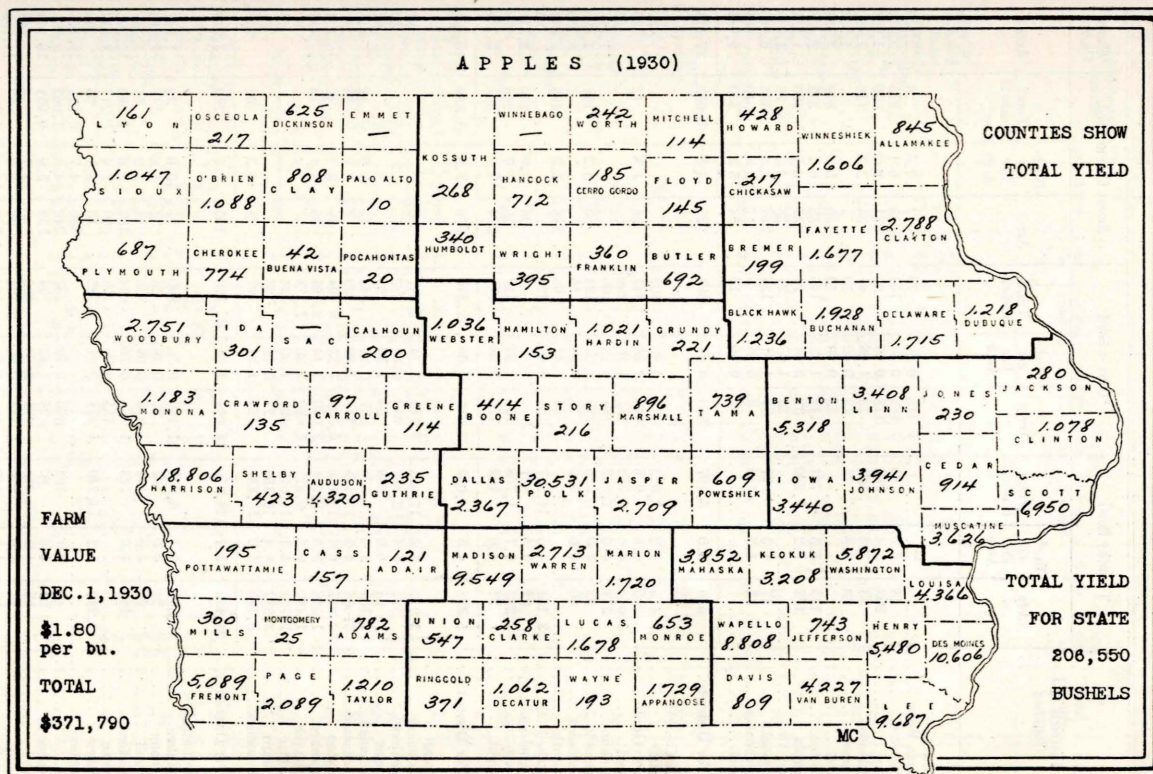 APPLES (1930)
COUNTIES SHOW
TOTAL YIELD
161
LYON
OSCEOLA
217
625
DICKINSON
EMMET
—
WINNEBAGO
—
242
WORTH
MITCHELL
114
428
HOWARD
WINNESHIEK
1.606
845
ALLAMAKEE
1.047
SIOUX
O'BRIEN
1.088
808
CLAY
PALO ALTO
10
KOSSUTH
268
HANCOCK
712
185
CERRO GORDO
FLOYD
145
217
CHICKASAW
687
PLYMOUTH
CHEROKEE
774
42
BUENA VISTA
POCAHONTAS
20
340
HUMBOLDT
WRIGHT
395
360
FRANKLIN
BUTLER
692
BREMER
199
FAYETTE
1.677
2.788
CLAYTON
2.751
WOODBURY
IDA
301
—
SAC
CALHOUN
200
1.036
WEBSTER
HAMILTON
153
1.021
HARDIN
GRUNDY
221
BLACK HAWK
1.236
1.928
BUCHANAN
DELAWARE
1.715
1.218
DUBUQUE
1.183
MONONA
CRAWFORD
135
97
CARROLL
GREENE
114
414
BOONE
STORY
216
896
MARSHALL
739
TAMA
BENTON
5.318
3.408
LINN
JONES
230
280
JACKSON
1.078
CLINTON
18.806
HARRISON
SHELBY
423
AUDUBON
1.320
235
GUTHRIE
DALLAS
2.367
30.531
POLK
JASPER
2.709
609
POWESHIEK
IOWA
3.440
3.941
JOHNSON
CEDAR
914
SCOTT
6950
MUSCATINE
3.626
195
POTTAWATTAMIE
CASS
157
121
ADAIR
MADISON
9.549
2.713
WARREN
MARION
1.720
3.852
MAHASKA
KEOKUK
3.208
5.872
WASHINGTON
LOUISA
4.366
300
MILLS
MONTGOMERY
25
782
ADAMS
UNION
547
258
CLARKE
LUCAS
1.678
653
MONROE
WAPELLO
8.808
743
JEFFERSON
HENRY
5.480
DES MOINES
10.606
5.089
FREMONT
PAGE
2.089
1.210
TAYLOR
RINGGOLD
371
1.062
DECATUR
WAYNE
193
1.729
APPANOOSE
DAVIS
809
4.227
VAN BUREN
LEE
9.687
FARM
VALUE
DEC.1,1930
$1.80
per bu.
TOTAL
$371,790
TOTAL YIELD
FOR STATE
206,550
BUSHELS
MC